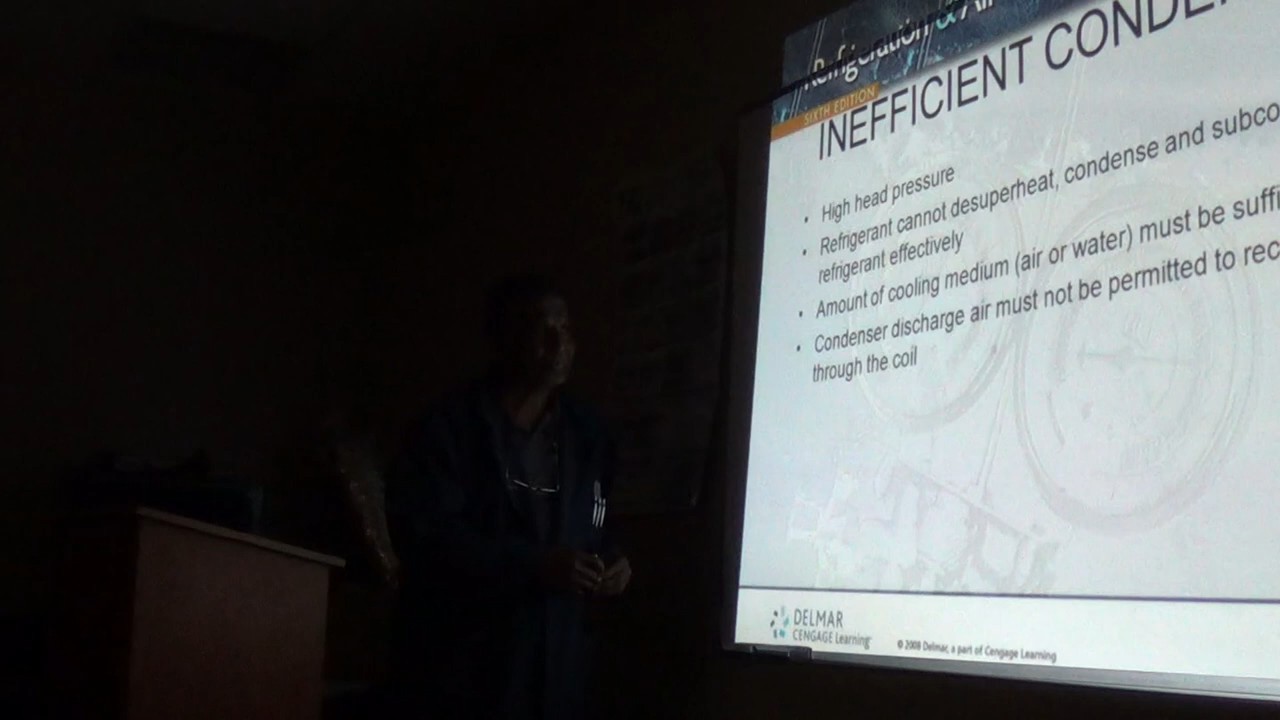 Refrigeration & Air
SIXTH EDITION
INEFFICIENT CONDE
• High head pressure
• Refrigerant cannot desuperheat, condense and subco
refrigerant effectively
• Amount of cooling medium (air or water) must be suffi
• Condenser discharge air must not be permitted to rec
through the coil
DELMAR
CENGAGE Learning
© 2008 Delmar, a part of Cengage Learning